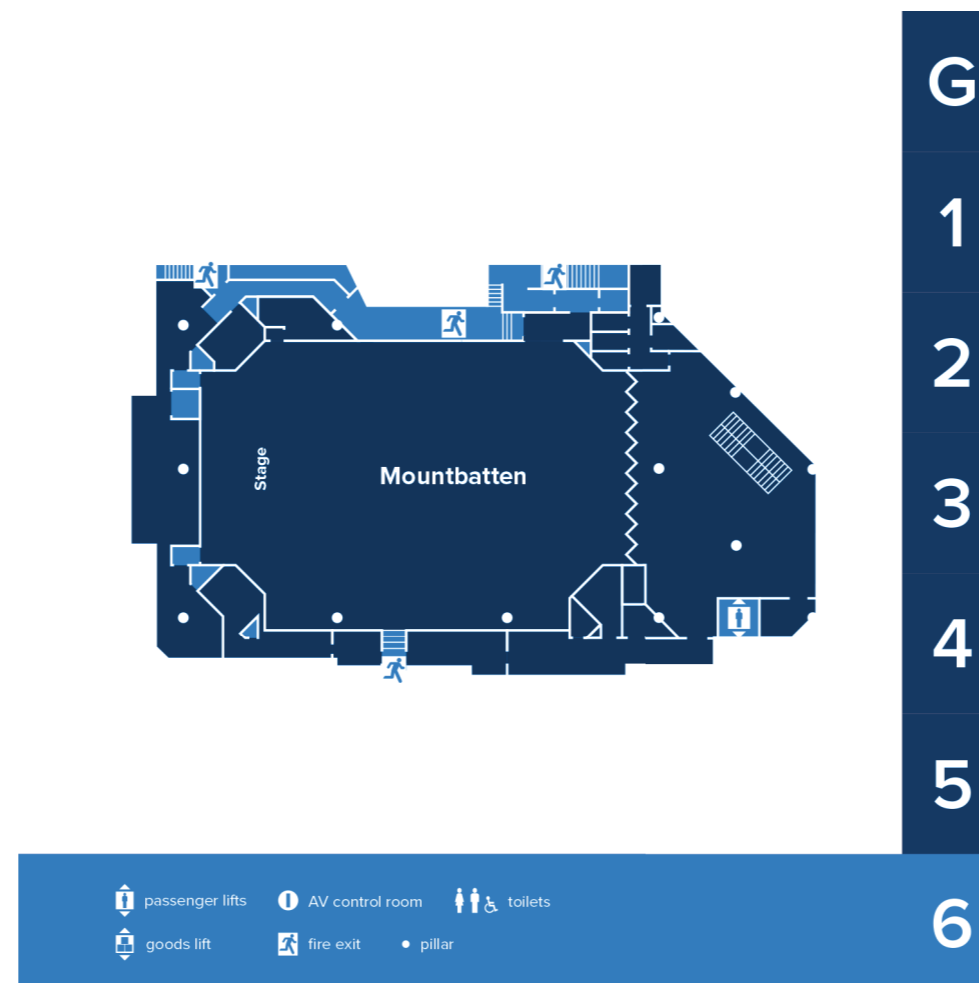 G
1
2
3
4
5
6
Stage
Mountbatten
passenger lifts
AV control room
toilets
goods lift
fire exit
pillar